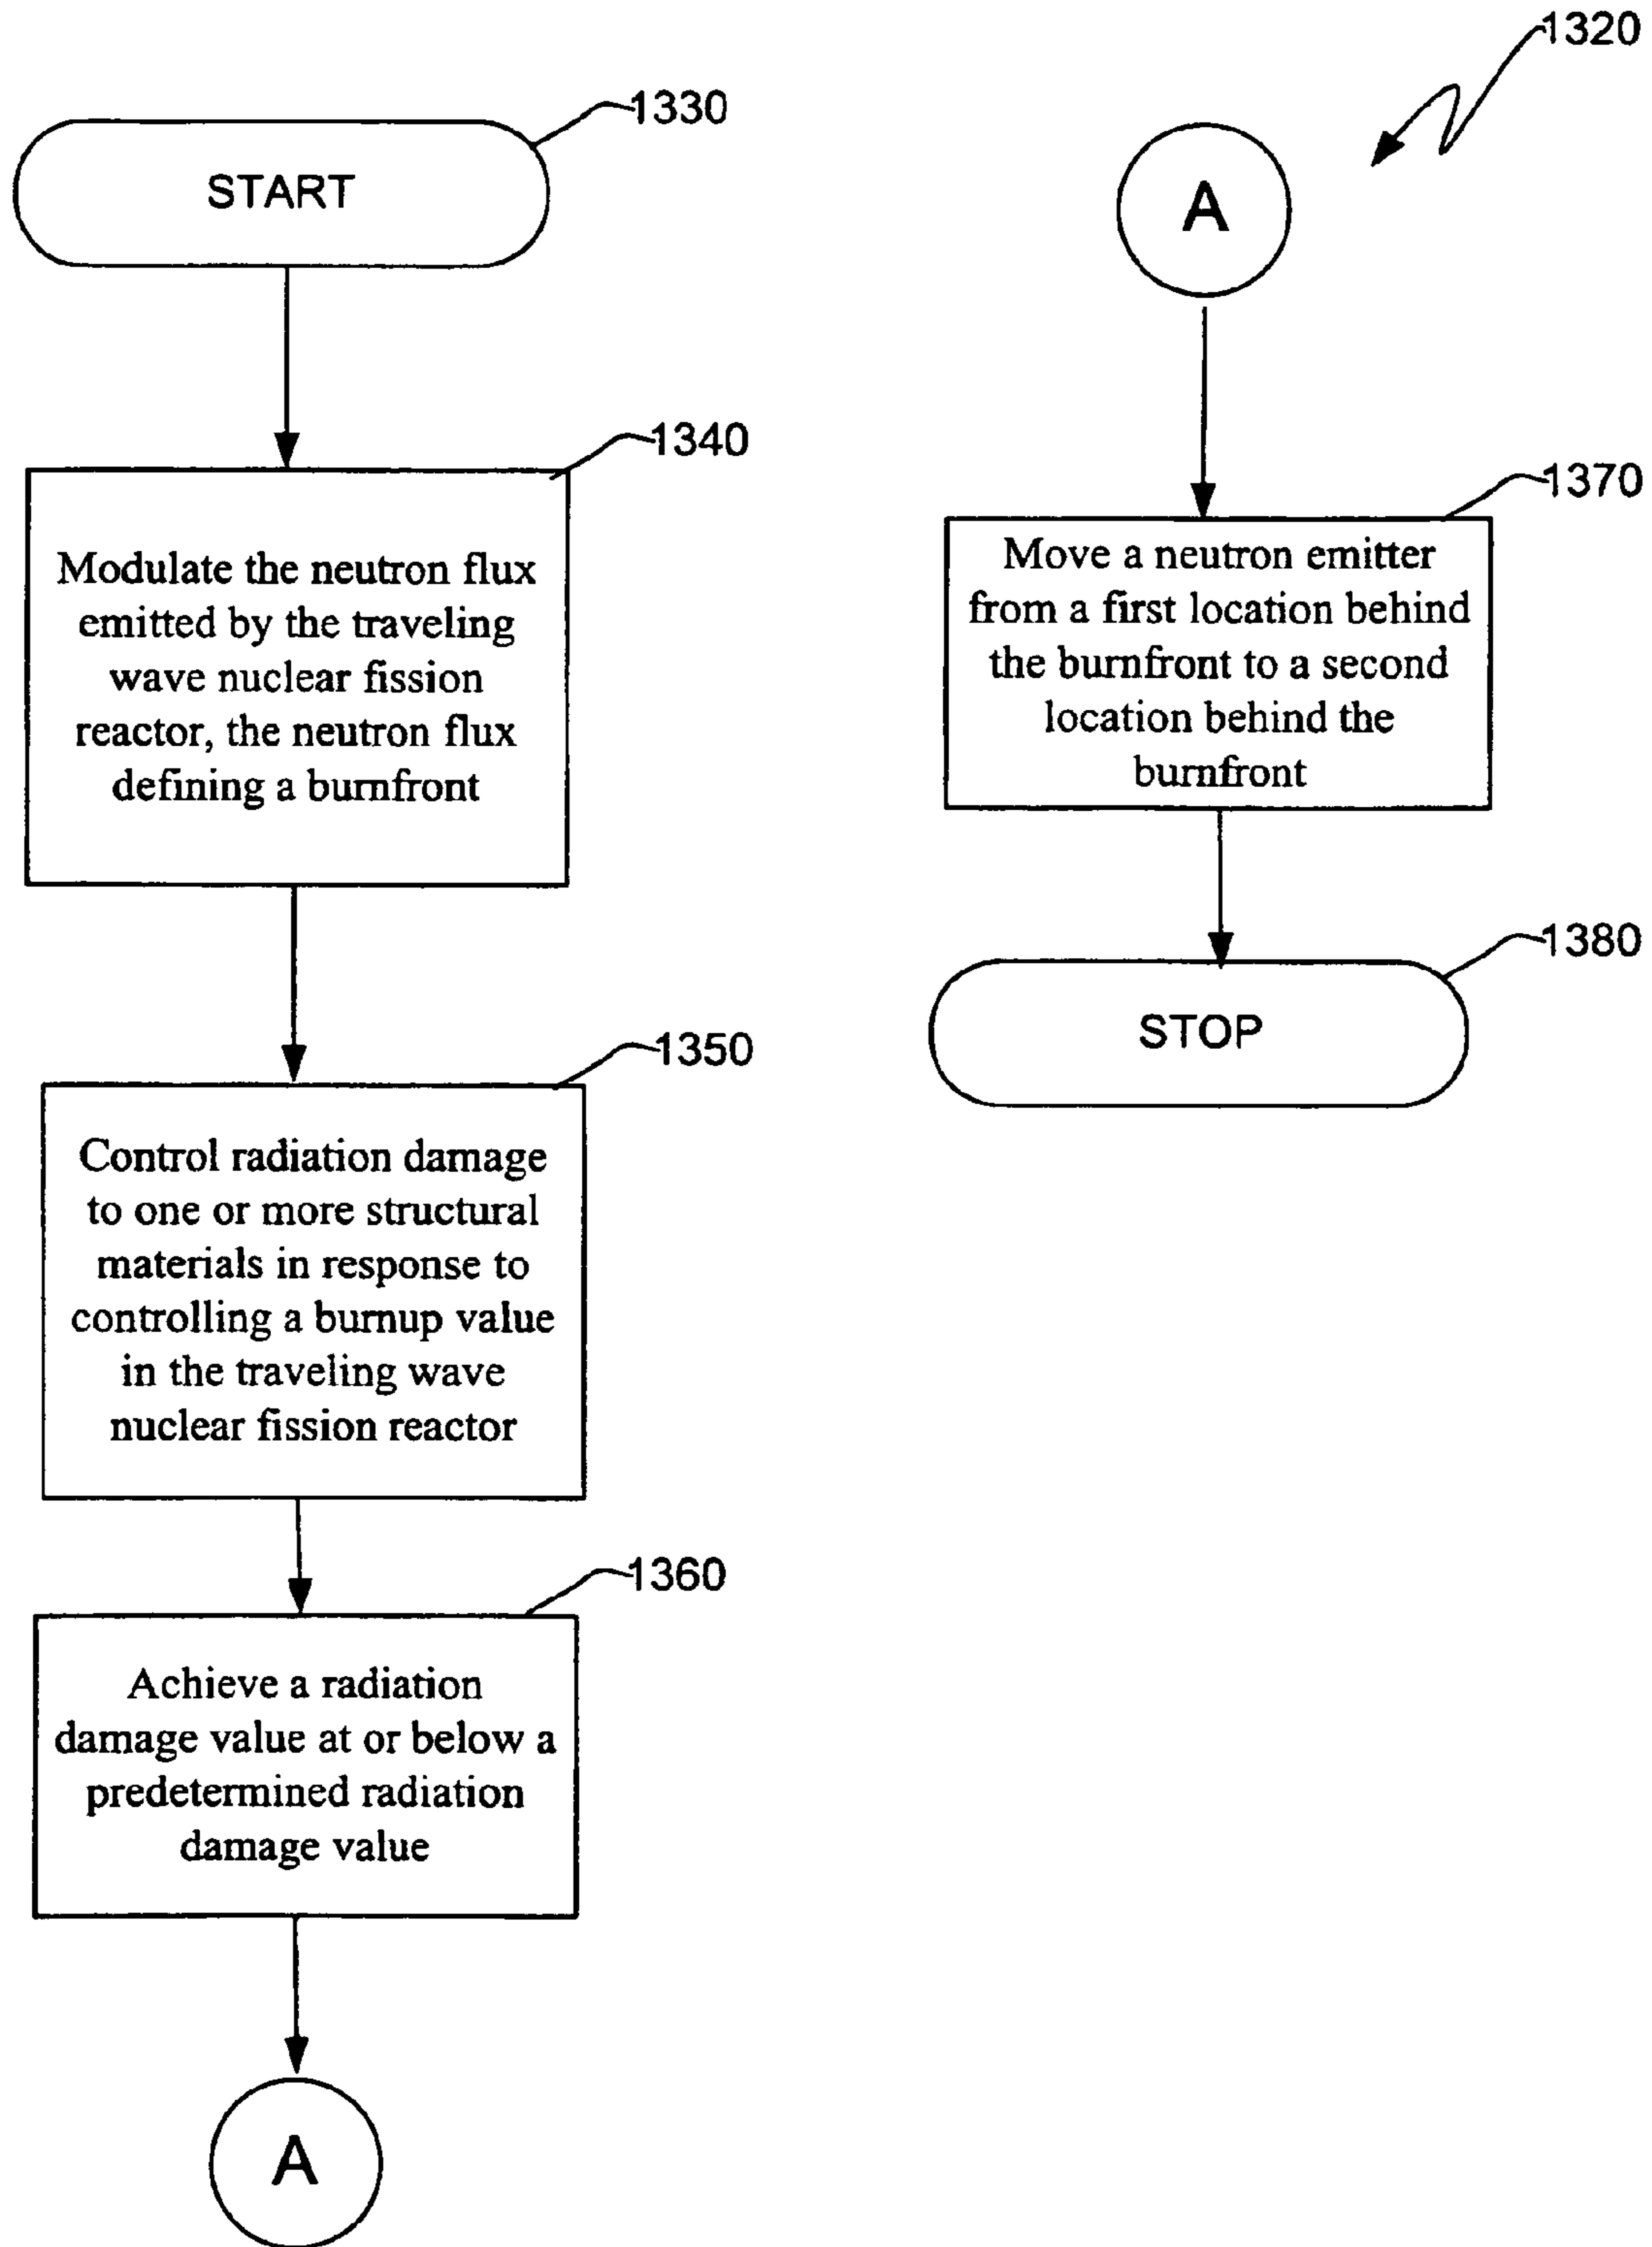 1330
START
1340
Modulate the neutron flux
emitted by the traveling
wave nuclear fission
reactor, the neutron flux
defining a burnfront
1350
Control radiation damage
to one or more structural
materials in response to
controlling a burnup value
in the traveling wave
nuclear fission reactor
1360
Achieve a radiation
damage value at or below a
predetermined radiation
damage value
A
1320
A
1370
Move a neutron emitter
from a first location behind
the burnfront to a second
location behind the
burnfront
1380
STOP